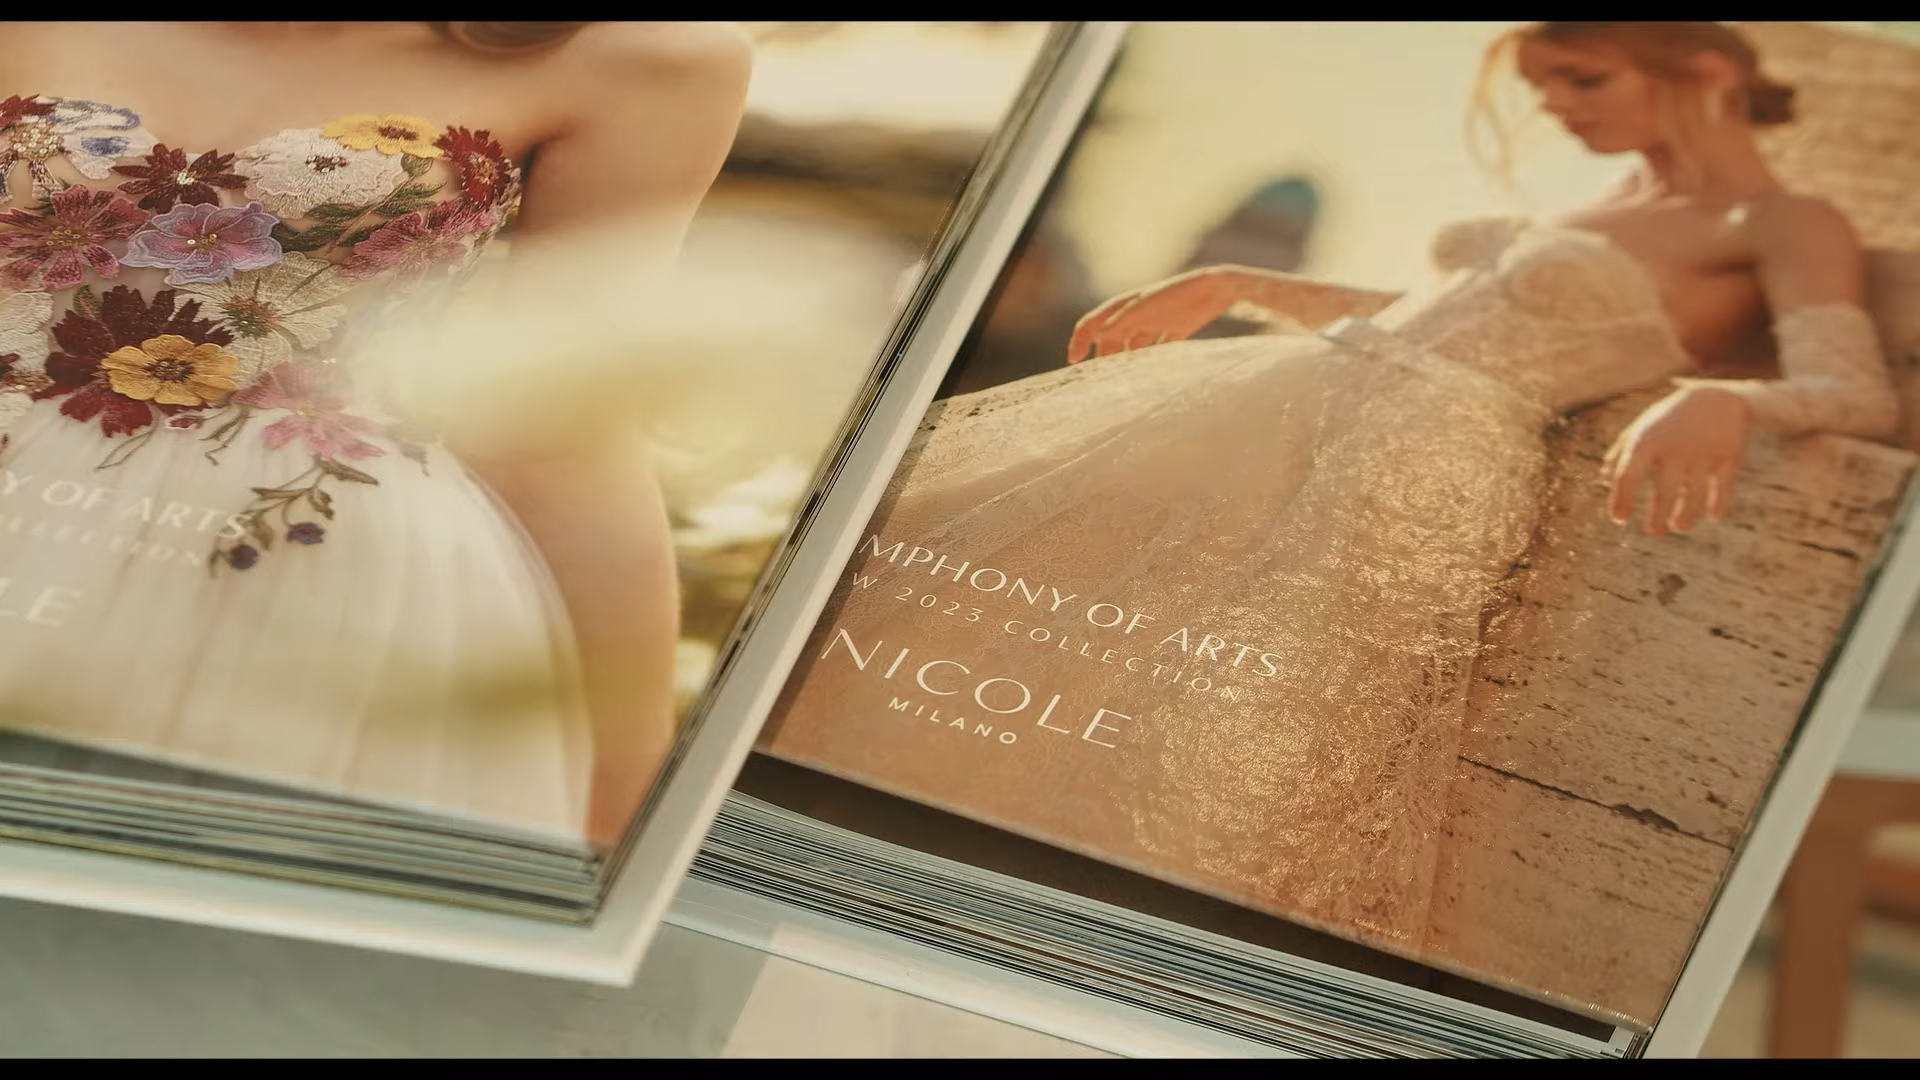 Y OF ARTS
COLLECTION
LE
MPHONY OF ARTS
W 2023 COLLECTION
NICOLE
MILANO